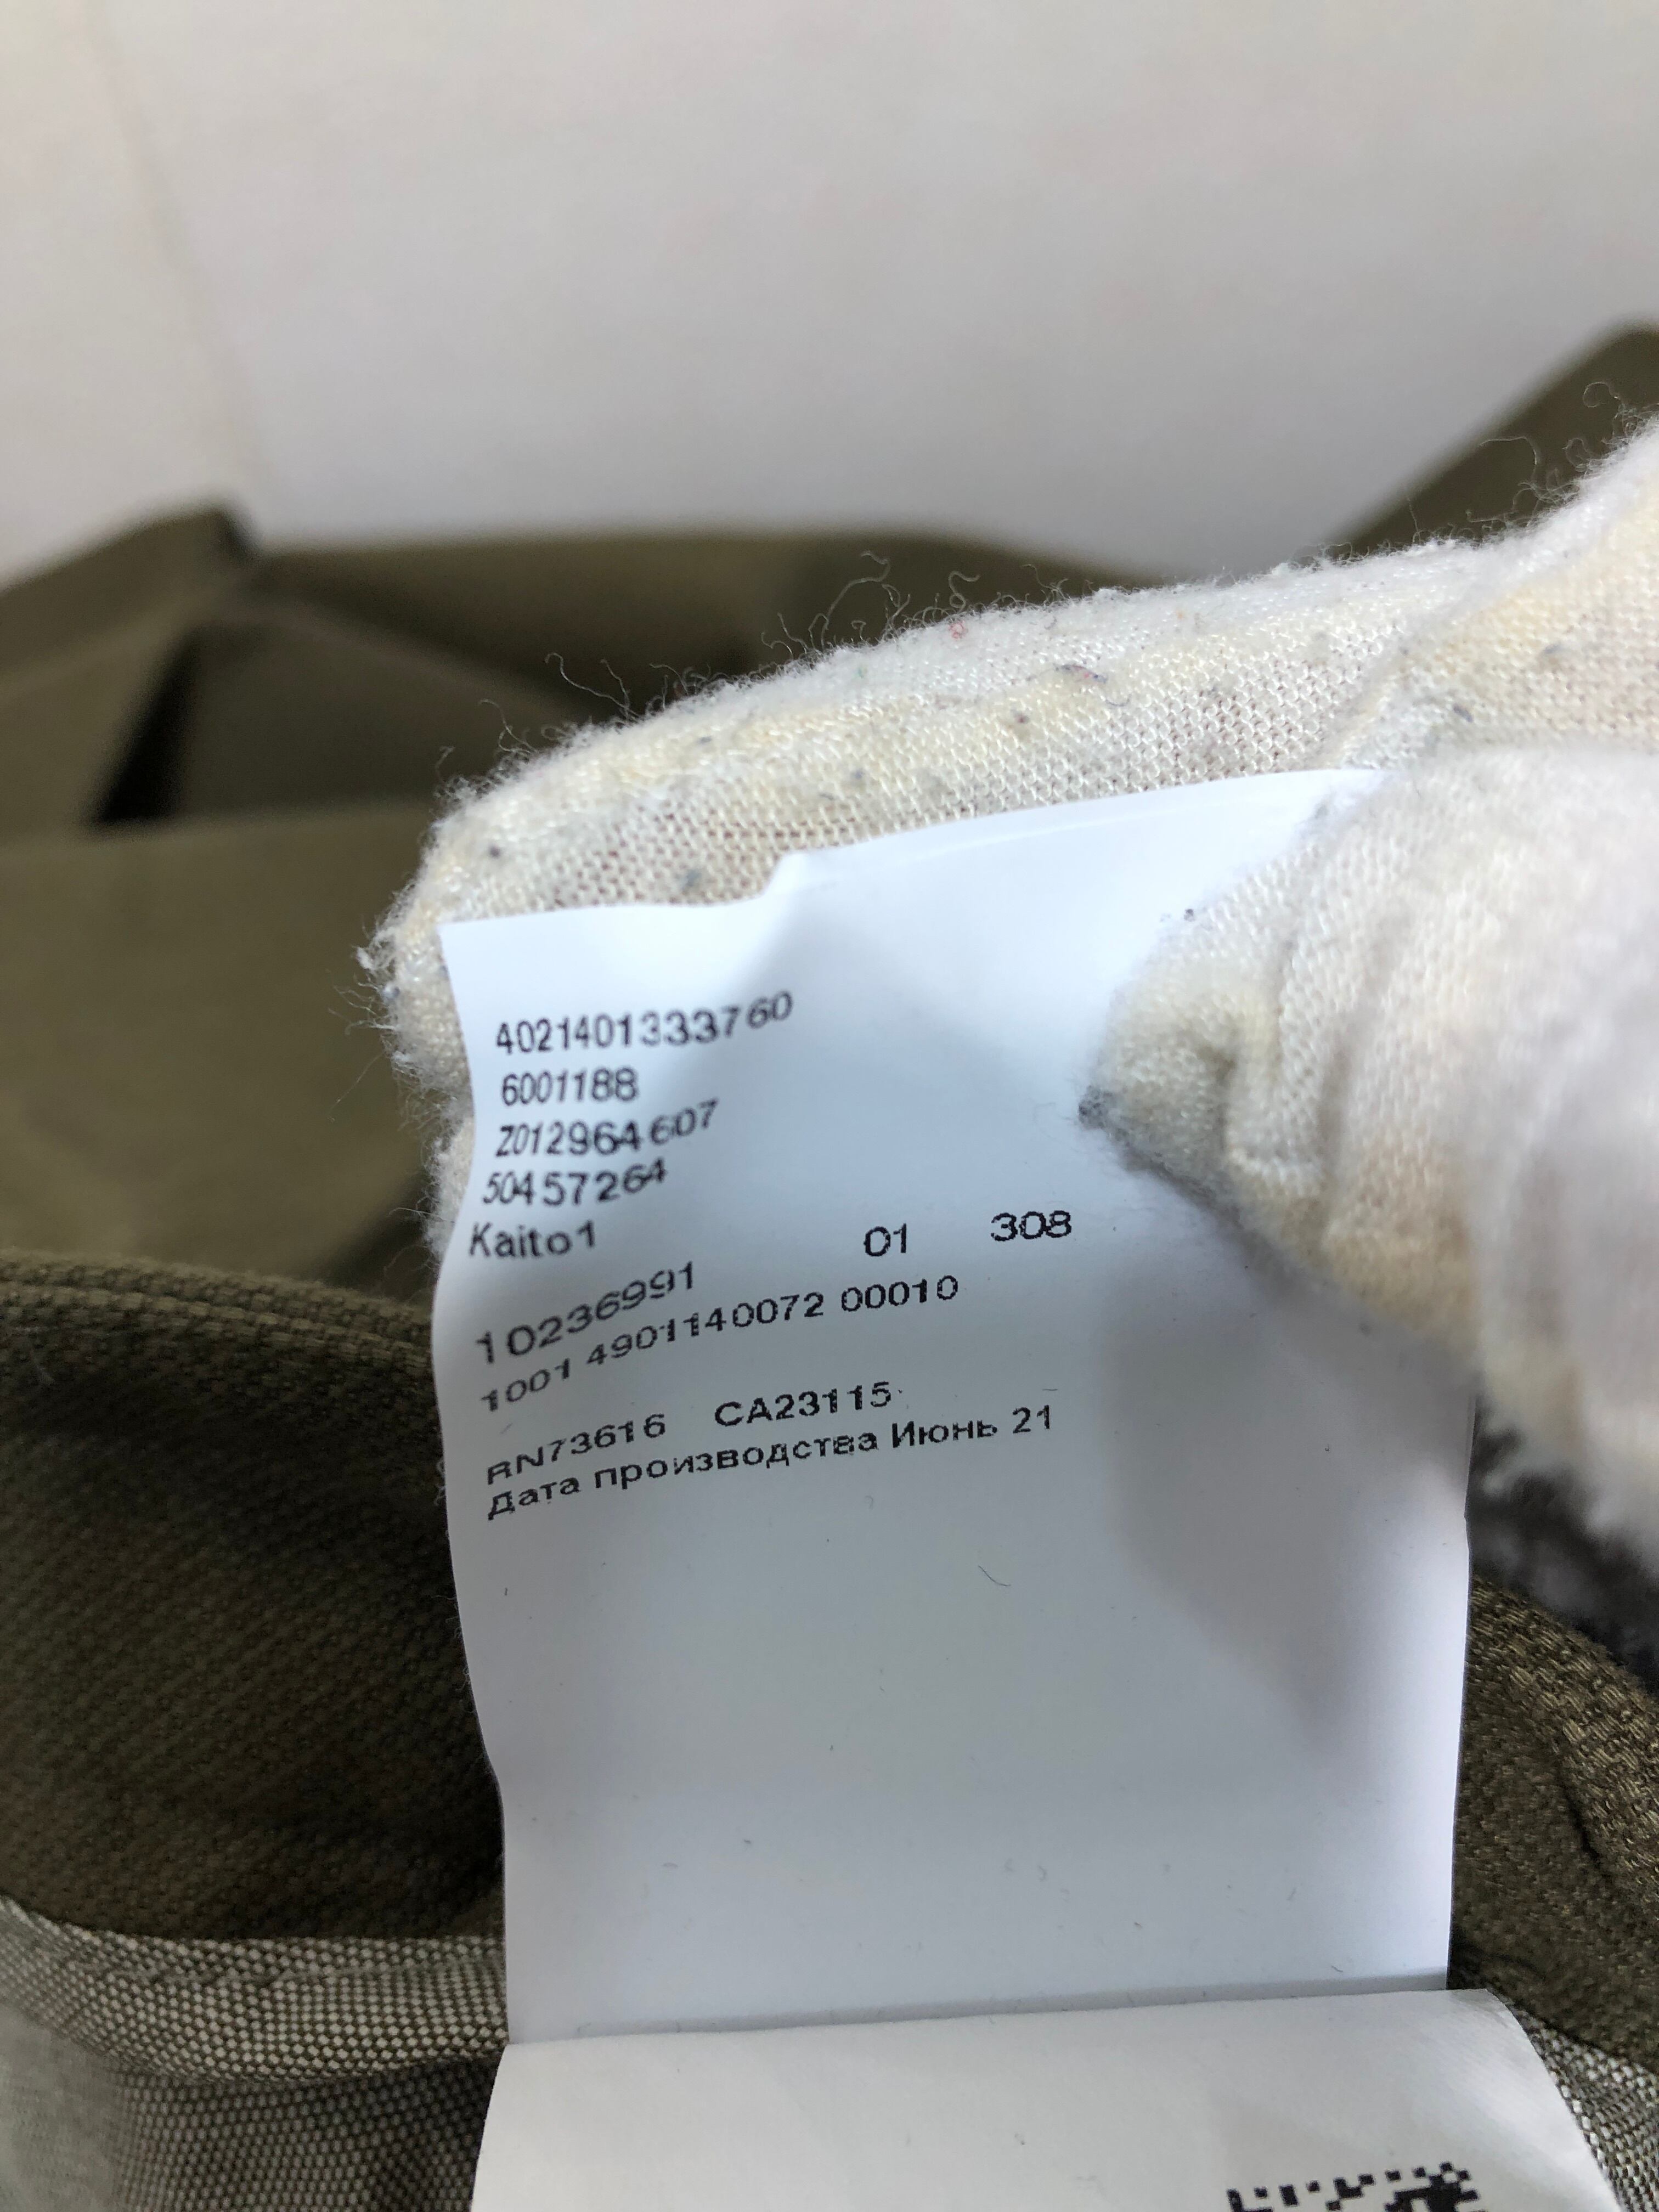 4021401333760
6001188
Z012964607
50457264
Kaito1 01 308
10236991
1001 4901140072 00010
RN73616 CA23115
Дата производства Июнь 21